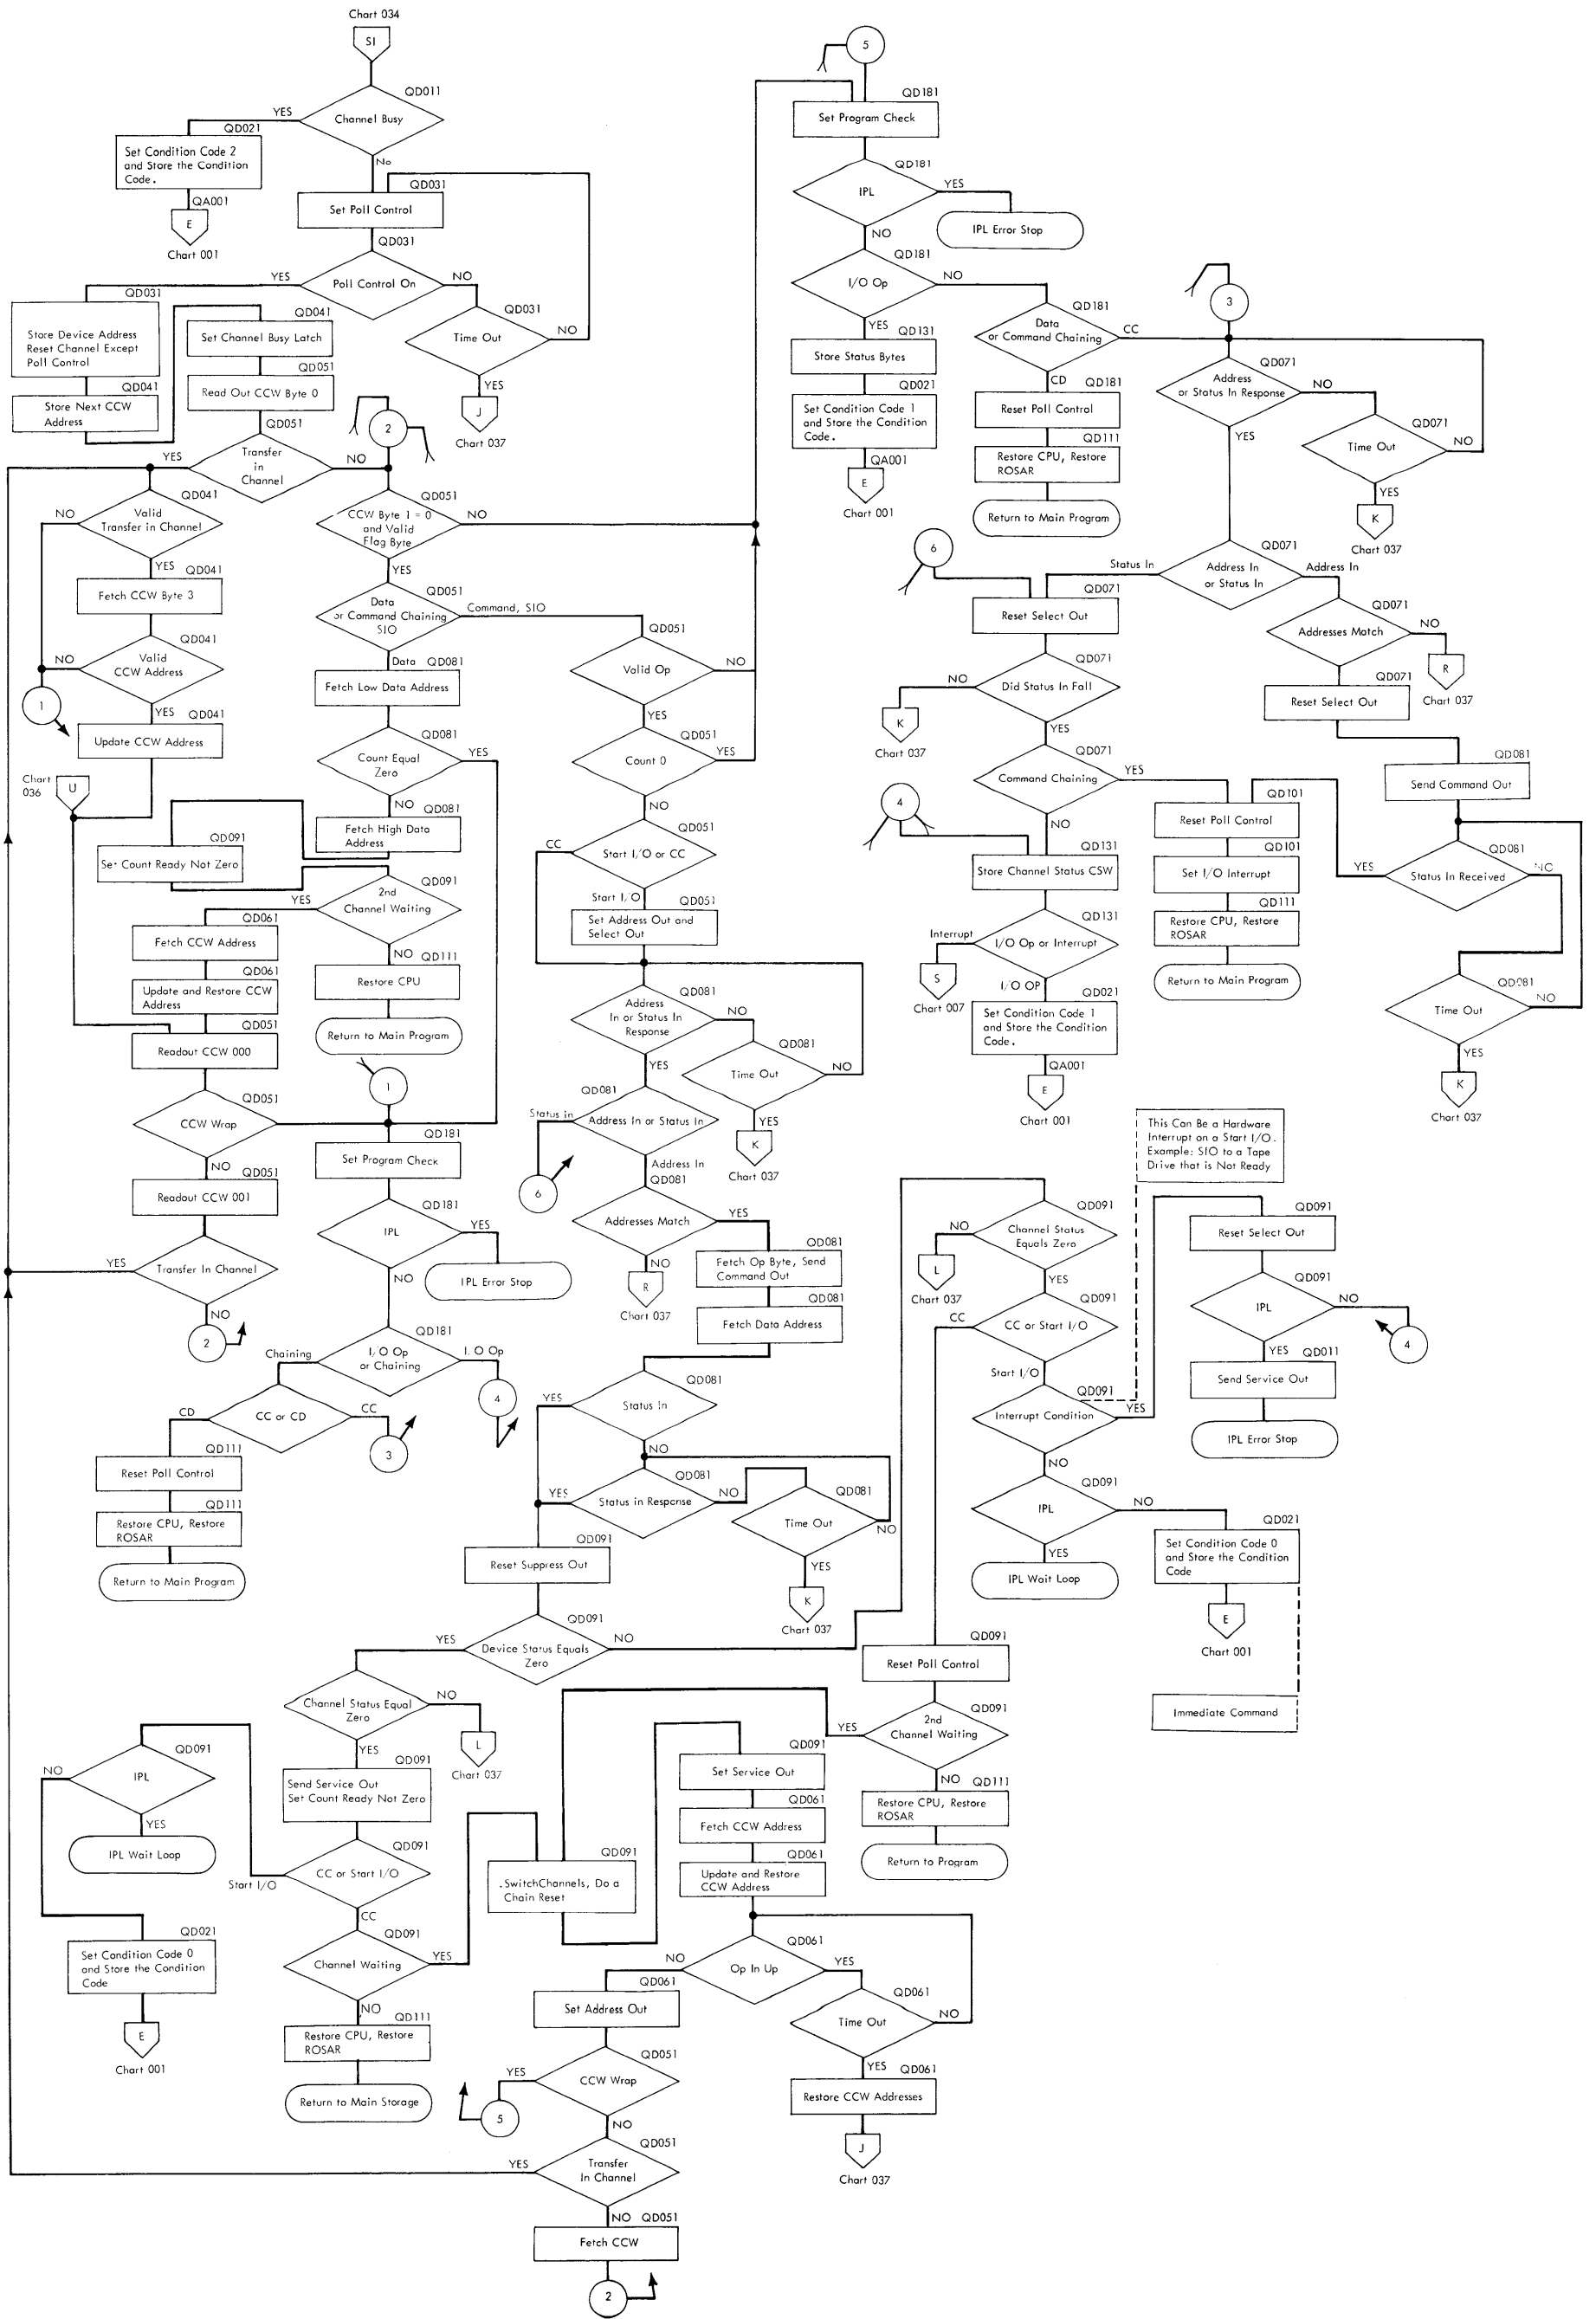 Chart 034
SI
QD011
Channel Busy
YES
QD021
Set Condition Code 2
and Store the Condition
Code.
QA001
E
Chart 001
No
QD031
Set Poll Control
QD031
Poll Control On
YES
NO
QD031
Time Out
NO
YES
J
Chart 037
QD031
Store Device Address
Reset Channel Except
Poll Control
QD041
Store Next CCW
Address
QD041
Set Channel Busy Latch
QD051
Read Out CCW Byte 0
QD051
Transfer
in
Channel
YES
NO
2
QD041
Valid
Transfer in Channel
NO
YES
QD041
Fetch CCW Byte 3
QD041
Valid
CCW Address
NO
1
YES
QD041
Update CCW Address
Chart
036
U
QD051
CCW Byte 1 = 0
and Valid
Flag Byte
NO
YES
QD051
Data
or Command Chaining
SIO
Command, SIO
Data
QD081
Fetch Low Data Address
QD081
Count Equal
Zero
YES
NO
QD081
Fetch High Data
Address
QD091
Set Count Ready Not Zero
QD091
2nd
Channel Waiting
YES
NO
QD111
Restore CPU
Return to Main Program
QD061
Fetch CCW Address
QD061
Update and Restore CCW
Address
QD051
Readout CCW 000
QD051
CCW Wrap
NO
QD051
Readout CCW 001
Transfer In Channel
YES
NO
2
1
QD181
Set Program Check
QD181
IPL
YES
IPL Error Stop
NO
QD181
I/O Op
or Chaining
Chaining
I. O Op
4
CC or CD
CD
CC
3
QD111
Reset Poll Control
QD111
Restore CPU, Restore
ROSAR
Return to Main Program
QD051
Valid Op
NO
YES
QD051
Count 0
YES
NO
QD051
Start I/O or CC
CC
Start I/O
QD051
Set Address Out and
Select Out
QD081
Address
In or Status In
Response
NO
YES
QD081
Time Out
NO
YES
K
Chart 037
QD081
Address In or Status In
Status in
6
Address In
QD081
Addresses Match
YES
NO
R
Chart 037
QD081
Fetch Op Byte, Send
Command Out
QD081
Fetch Data Address
QD081
Status In
YES
NO
QD081
Status in Response
YES
NO
QD081
Time Out
NO
YES
K
Chart 037
QD091
Reset Suppress Out
QD091
Device Status Equals
Zero
YES
NO
Channel Status Equal
Zero
NO
L
Chart 037
YES
QD091
Send Service Out
Set Count Ready Not Zero
QD091
CC or Start I/O
Start I/O
CC
QD091
IPL
NO
YES
IPL Wait Loop
QD021
Set Condition Code 0
and Store the Condition
Code
E
Chart 001
QD091
Channel Waiting
YES
NO
QD111
Restore CPU, Restore
ROSAR
Return to Main Storage
QD091
.SwitchChannels, Do a
Chain Reset
QD091
Set Service Out
QD061
Fetch CCW Address
QD061
Update and Restore
CCW Address
QD061
Op In Up
NO
YES
QD061
Time Out
NO
YES
QD061
Restore CCW Addresses
J
Chart 037
QD061
Set Address Out
QD051
CCW Wrap
YES
5
NO
QD051
Transfer
In Channel
YES
NO
QD051
Fetch CCW
2
5
QD181
Set Program Check
QD181
IPL
YES
IPL Error Stop
NO
QD181
I/O Op
NO
YES
QD131
Store Status Bytes
QD021
Set Condition Code 1
and Store the Condition
Code.
QA001
E
Chart 001
QD181
Data
or Command Chaining
CC
CD
QD181
Reset Poll Control
QD111
Restore CPU, Restore
ROSAR
Return to Main Program
3
QD071
Address
or Status In Response
NO
YES
QD071
Time Out
NO
YES
K
Chart 037
QD071
Address In
or Status In
Status In
Address In
6
QD071
Reset Select Out
QD071
Did Status In Fall
NO
K
Chart 037
YES
QD071
Command Chaining
YES
NO
4
QD131
Store Channel Status CSW
QD131
I/O Op or Interrupt
Interrupt
S
Chart 007
I/O OP
QD021
Set Condition Code 1
and Store the Condition
Code.
QA001
E
Chart 001
QD071
Addresses Match
NO
R
Chart 037
QD071
Reset Select Out
QD081
Send Command Out
QD081
Status In Received
YES
NO
QD081
Time Out
NO
YES
K
Chart 037
QD101
Reset Poll Control
QD101
Set I/O Interrupt
QD111
Restore CPU, Restore
ROSAR
Return to Main Program
This Can Be a Hardware
Interrupt on a Start I/O.
Example: SIO to a Tape
Drive that is Not Ready
QD091
Channel Status
Equals Zero
NO
L
Chart 037
YES
QD091
CC or Start I/O
CC
Start I/O
QD091
Interrupt Condition
YES
NO
QD091
Reset Select Out
QD091
IPL
NO
4
YES
QD011
Send Service Out
IPL Error Stop
QD091
IPL
NO
YES
IPL Wait Loop
QD021
Set Condition Code 0
and Store the Condition
Code
E
Chart 001
Immediate Command
QD091
Reset Poll Control
QD091
2nd
Channel Waiting
YES
NO
QD111
Restore CPU, Restore
ROSAR
Return to Program